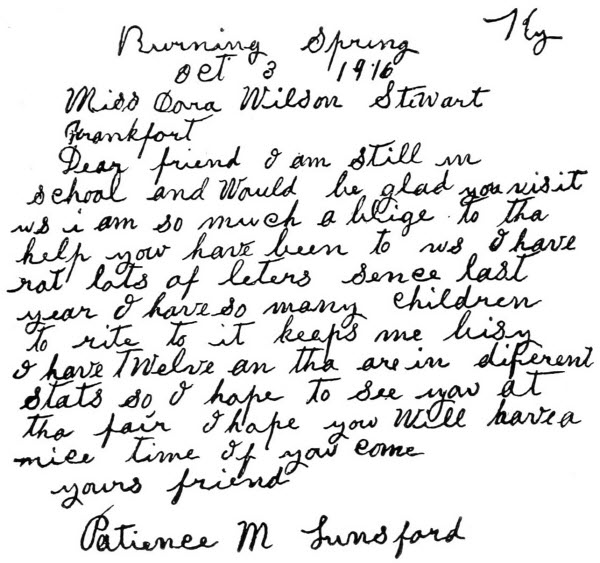 Burning Spring Ky
Oct 3 1916
Miss Cora Wilson Stewart
Frankfort
Dear friend I am still in
school and Would be glad you visit
us i am so much a blige to tha
help yow have been to us I have
rot lots of leters sence last
year I have so many children
to rite to it keeps me bisy
I have Twelve an tha are in diferent
stats so I hope to see yov at
tha fair I hope you Will have a
nice time If yov come
yours friend
Patience M Lunsford